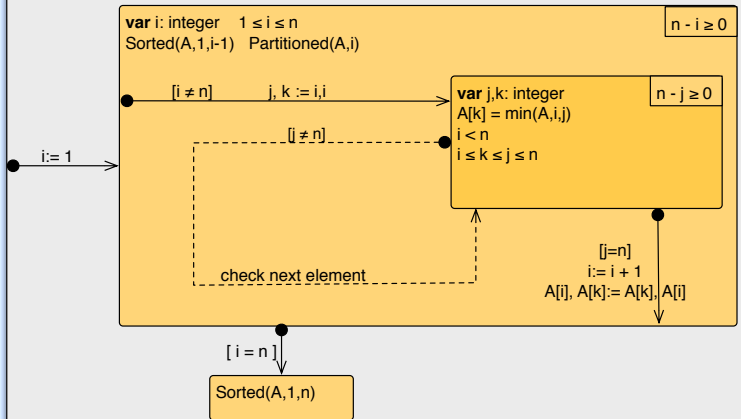 var i: integer 1 ≤ i ≤ n
n - i ≥ 0
Sorted(A,1,i-1) Partitioned(A,i)
[i ≠ n] j, k := i,i
var j,k: integer
n - j ≥ 0
A[k] = min(A,i,j)
i < n
i ≤ k ≤ j ≤ n
[j ≠ n]
i:= 1
check next element
[j=n]
i:= i + 1
A[i], A[k]:= A[k], A[i]
[ i = n ]
Sorted(A,1,n)